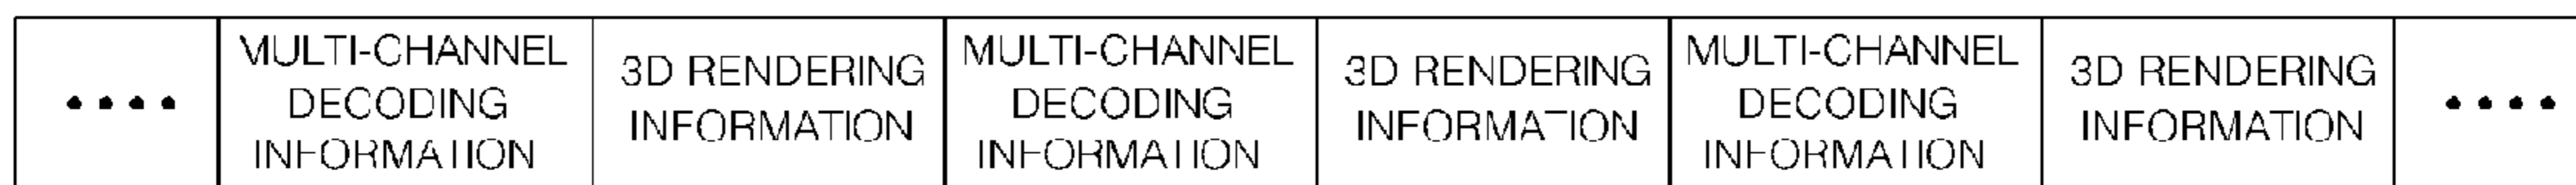 ••••
MULTI-CHANNEL
DECODING
INFORMATION
3D RENDERING
INFORMATION
MULTI-CHANNEL
DECODING
INFORMATION
3D RENDERING
INFORMATION
MULTI-CHANNEL
DECODING
INFORMATION
3D RENDERING
INFORMATION
••••